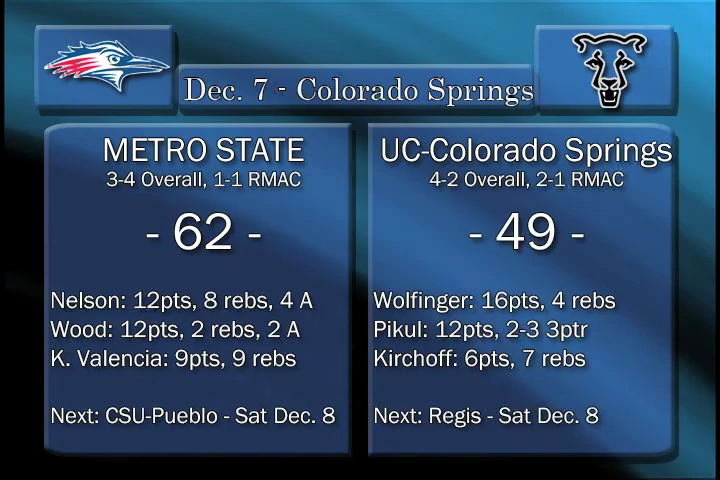 Dec. 7 - Colorado Springs
METRO STATE
3-4 Overall, 1-1 RMAC
- 62 -
Nelson: 12pts, 8 rebs, 4 A
Wood: 12pts, 2 rebs, 2 A
K. Valencia: 9pts, 9 rebs
Next: CSU-Pueblo - Sat Dec. 8
UC-Colorado Springs
4-2 Overall, 2-1 RMAC
- 49 -
Wolfinger: 16pts, 4 rebs
Pikul: 12pts, 2-3 3ptr
Kirchoff: 6pts, 7 rebs
Next: Regis - Sat Dec. 8